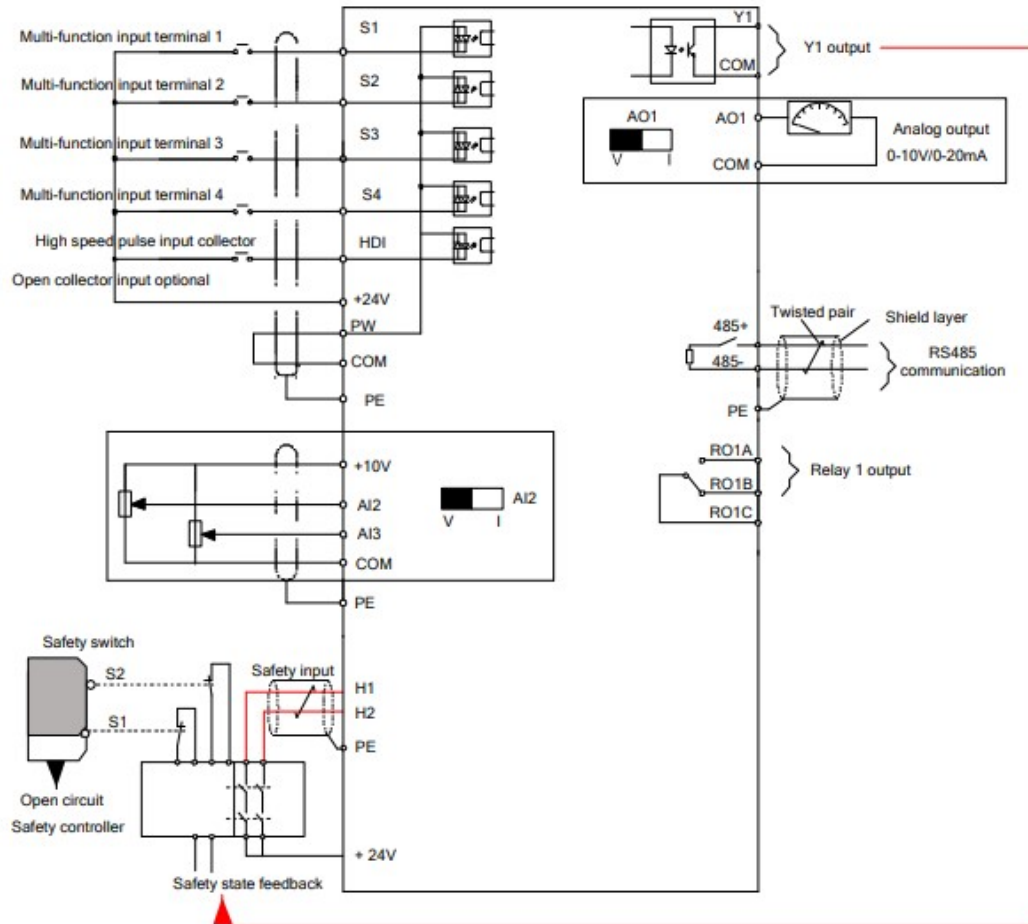 Multi-function input terminal 1
Multi-function input terminal 2
Multi-function input terminal 3
Multi-function input terminal 4
High speed pulse input collector
Open collector input optional
S1
S2
S3
S4
HDI
+24V
PW
COM
PE
Y1
COM
Y1 output
AO1
V I
AO1
COM
Analog output
0-10V/0-20mA
Twisted pair
Shield layer
485+
485-
RS485
communication
PE
RO1A
RO1B
RO1C
Relay 1 output
+10V
AI2
AI3
COM
PE
AI2
V I
Safety switch
S2
S1
Open circuit
Safety controller
Safety input
H1
H2
PE
+ 24V
Safety state feedback